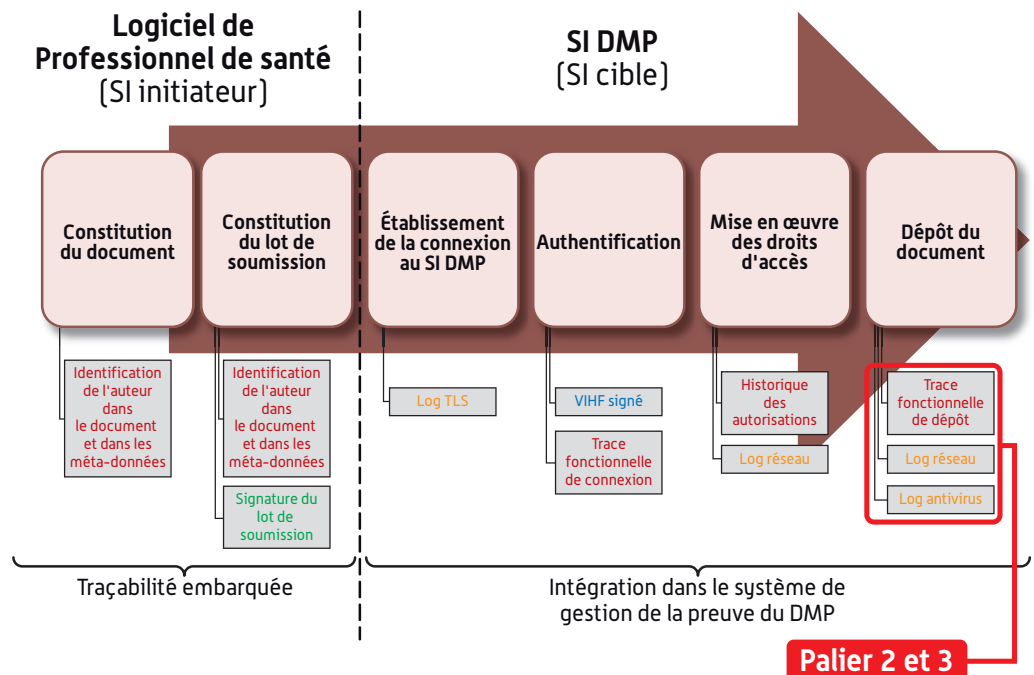 Logiciel de
Professionnel de santé
(SI initiateur)
SI DMP
(SI cible)
Constitution
du document
Constitution
du lot de
soumission
Établissement
de la connexion
au SI DMP
Authentification
Mise en œuvre
des droits
d'accès
Dépôt du
document
Identification
de l'auteur
dans
le document
et dans les
méta-données
Identification
de l'auteur
dans
le document
et dans les
méta-données
Signature du
lot de
soumission
Log TLS
VIHF signé
Trace
fonctionnelle
de connexion
Historique
des
autorisations
Log réseau
Trace
fonctionnelle
de dépôt
Log réseau
Log antivirus
Traçabilité embarquée
Intégration dans le système de
gestion de la preuve du DMP
Palier 2 et 3